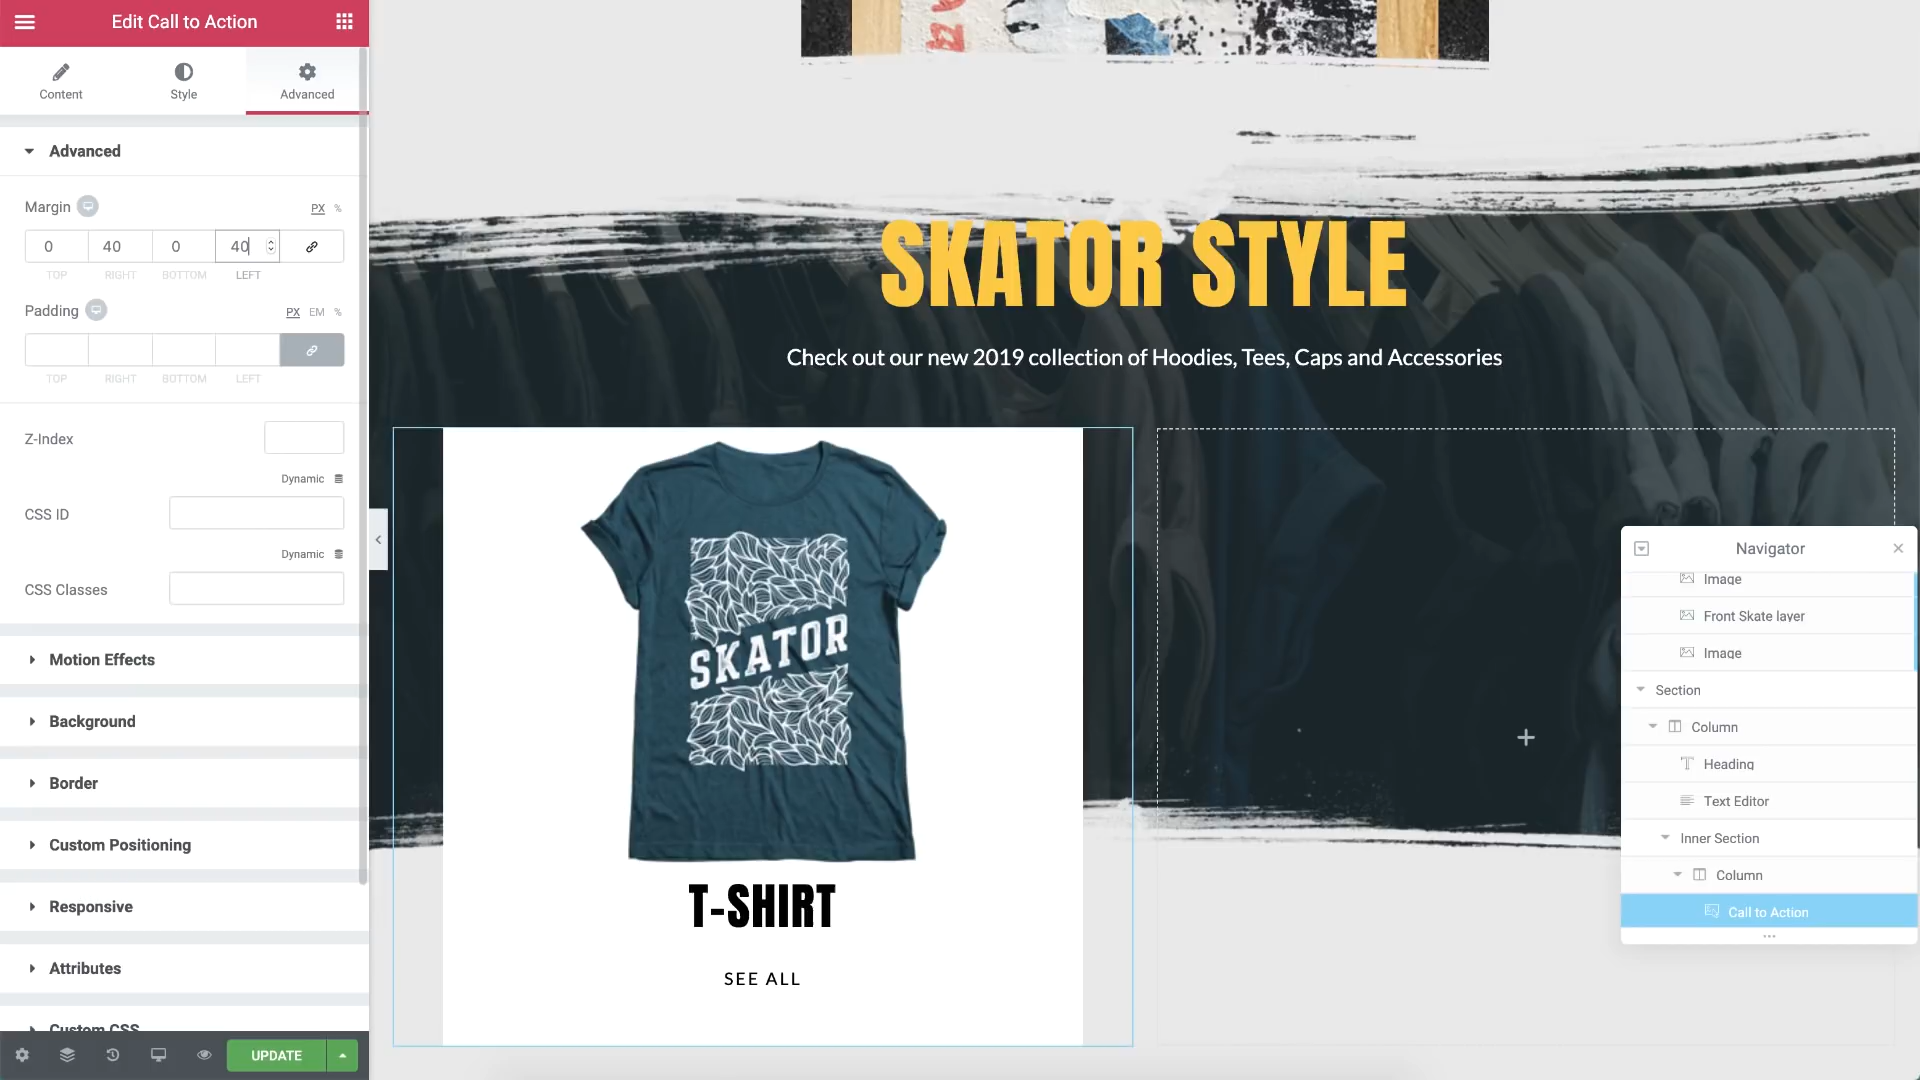 Edit Call to Action
Content
Style
Advanced
Advanced
Margin
PX %
0 40 0 40
TOP RIGHT BOTTOM LEFT
Padding
PX EM %
TOP RIGHT BOTTOM LEFT
Z-Index
Dynamic
CSS ID
Dynamic
CSS Classes
Motion Effects
Background
Border
Custom Positioning
Responsive
Attributes
Custom CSS
UPDATE
SKATOR STYLE
Check out our new 2019 collection of Hoodies, Tees, Caps and Accessories
SKATOR
T-SHIRT
SEE ALL
Navigator
Image
Front Skate layer
Image
Section
Column
Heading
Text Editor
Inner Section
Column
Call to Action